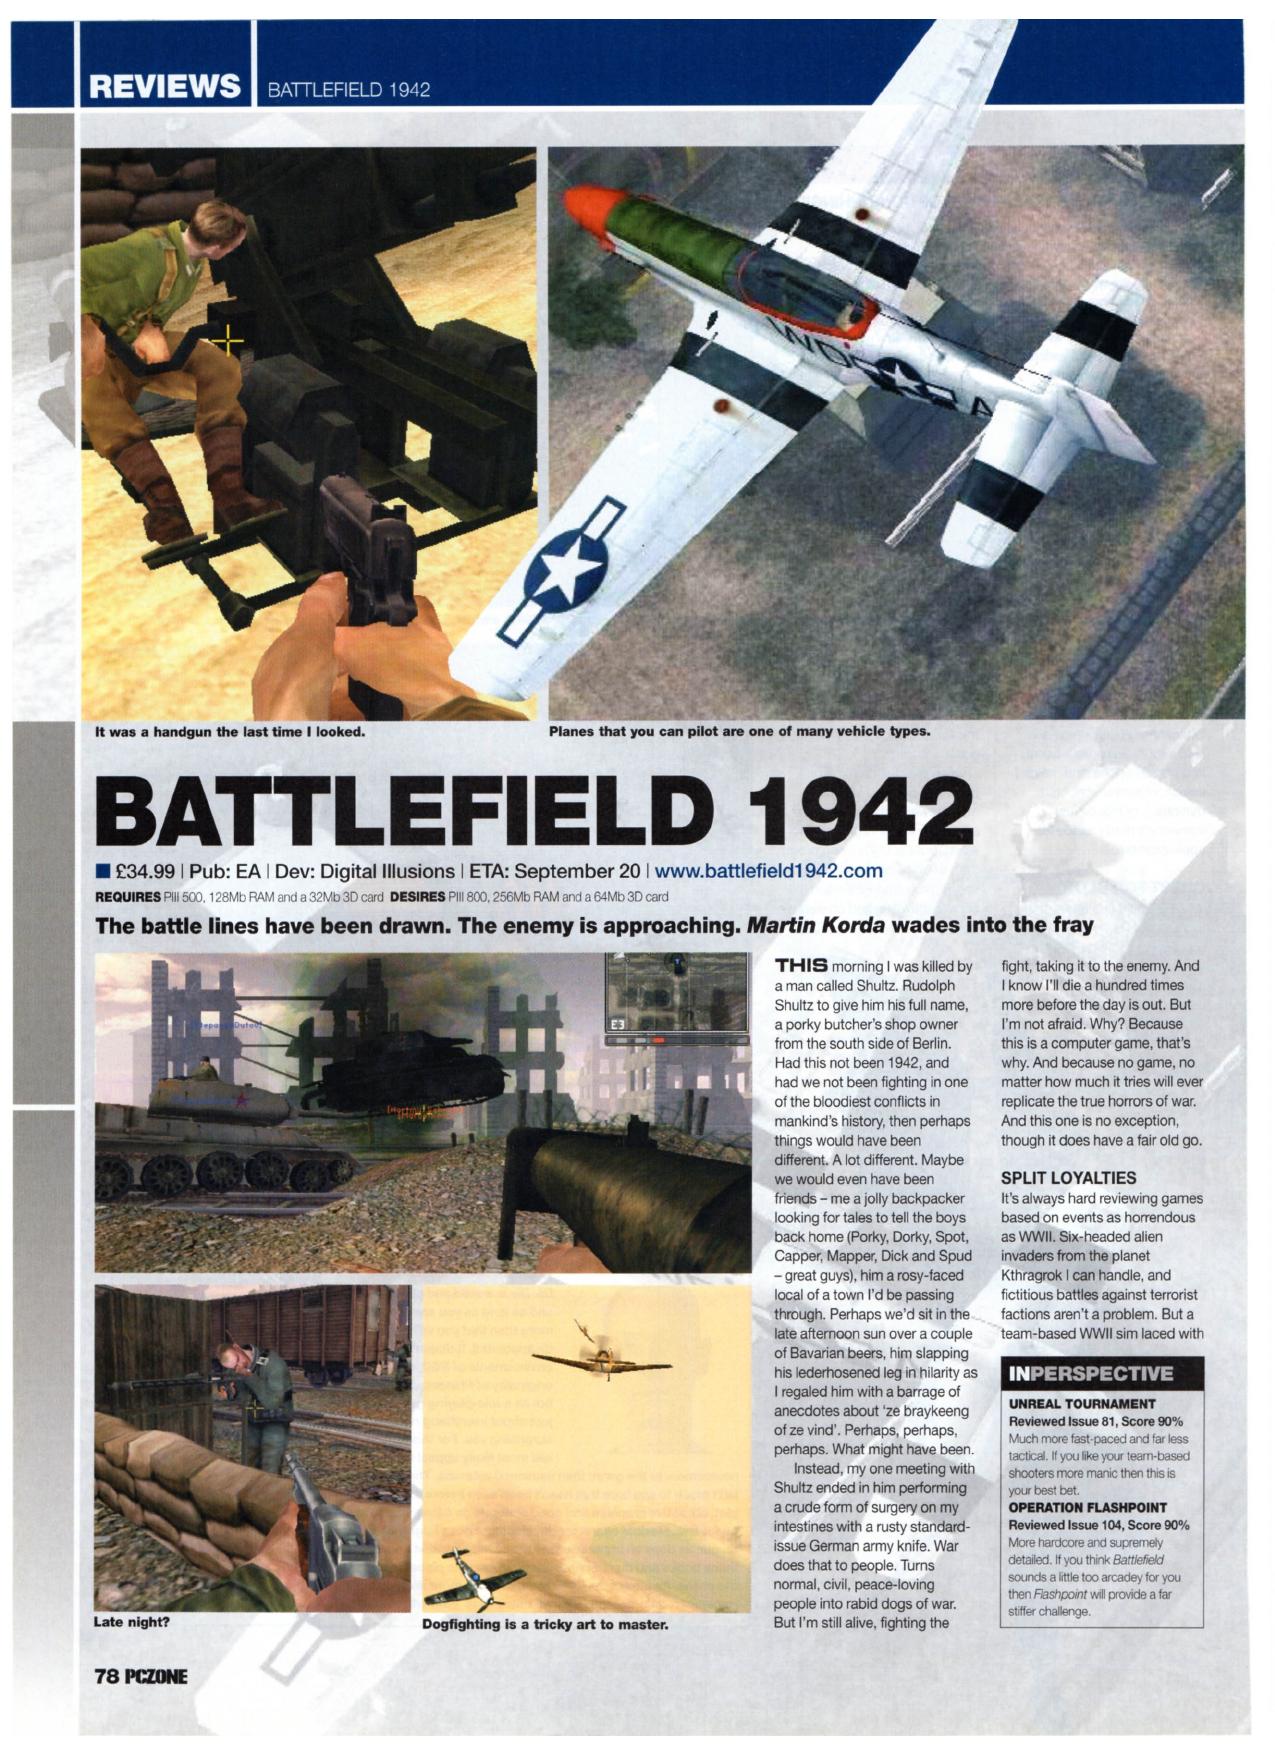 REVIEWS
BATTLEFIELD 1942
It was a handgun the last time I looked.
Planes that you can pilot are one of many vehicle types.
BATTLEFIELD 1942
£34.99 | Pub: EA | Dev: Digital Illusions | ETA: September 20 | www.battlefield1942.com
REQUIRES PIII 500, 128Mb RAM and a 32Mb 3D card DESIRES PIII 800, 256Mb RAM and a 64Mb 3D card
The battle lines have been drawn. The enemy is approaching. Martin Korda wades into the fray
E3
Late night?
Dogfighting is a tricky art to master.
THIS morning I was killed by
a man called Shultz. Rudolph
Shultz to give him his full name,
a porky butcher's shop owner
from the south side of Berlin.
Had this not been 1942, and
had we not been fighting in one
of the bloodiest conflicts in
mankind's history, then perhaps
things would have been
different. A lot different. Maybe
we would even have been
friends – me a jolly backpacker
looking for tales to tell the boys
back home (Porky, Dorky, Spot,
Capper, Mapper, Dick and Spud
– great guys), him a rosy-faced
local of a town I'd be passing
through. Perhaps we'd sit in the
late afternoon sun over a couple
of Bavarian beers, him slapping
his lederhosened leg in hilarity as
I regaled him with a barrage of
anecdotes about 'ze braykeeng
of ze vind'. Perhaps, perhaps,
perhaps. What might have been.
Instead, my one meeting with
Shultz ended in him performing
a crude form of surgery on my
intestines with a rusty standard-
issue German army knife. War
does that to people. Turns
normal, civil, peace-loving
people into rabid dogs of war.
But I'm still alive, fighting the
fight, taking it to the enemy. And
I know I'll die a hundred times
more before the day is out. But
I'm not afraid. Why? Because
this is a computer game, that's
why. And because no game, no
matter how much it tries will ever
replicate the true horrors of war.
And this one is no exception,
though it does have a fair old go.
SPLIT LOYALTIES
It's always hard reviewing games
based on events as horrendous
as WWII. Six-headed alien
invaders from the planet
Kthragrok I can handle, and
fictitious battles against terrorist
factions aren't a problem. But a
team-based WWII sim laced with
INPERSPECTIVE
UNREAL TOURNAMENT
Reviewed Issue 81, Score 90%
Much more fast-paced and far less
tactical. If you like your team-based
shooters more manic then this is
your best bet.
OPERATION FLASHPOINT
Reviewed Issue 104, Score 90%
More hardcore and supremely
detailed. If you think Battlefield
sounds a little too arcadey for you
then Flashpoint will provide a far
stiffer challenge.
78 PCZONE